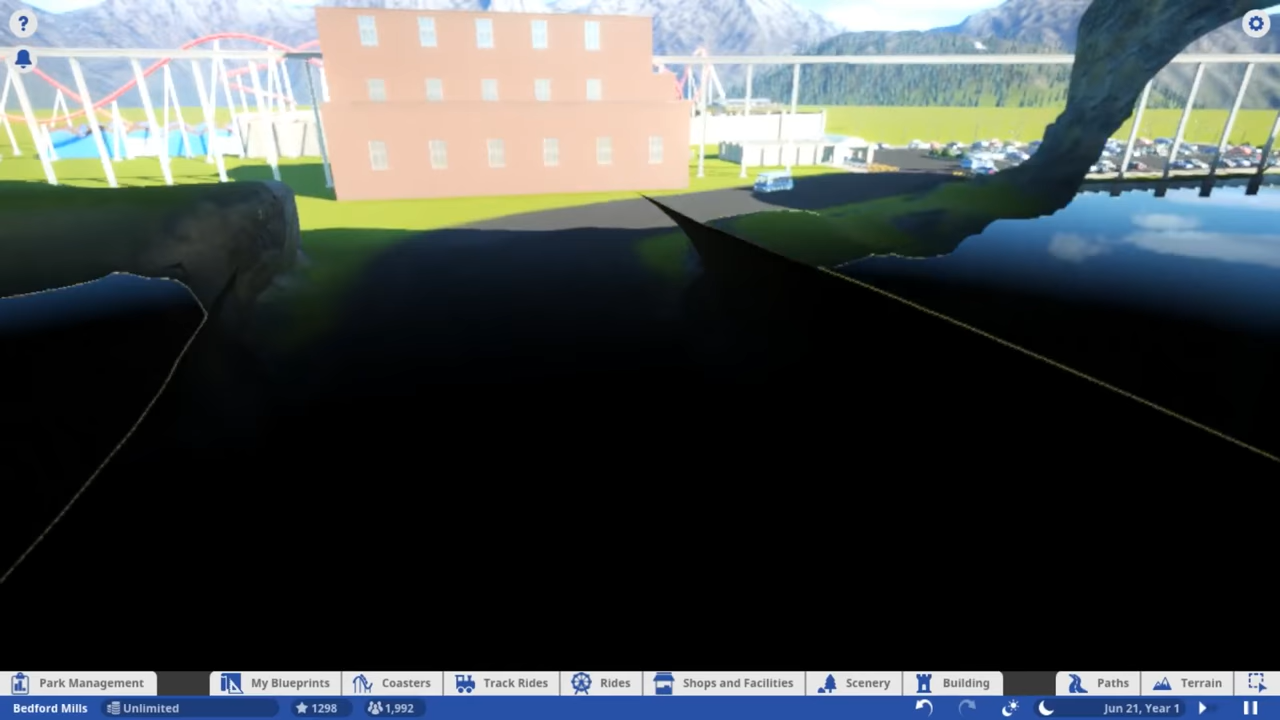 ?
Park Management
My Blueprints
Coasters
Track Rides
Rides
Shops and Facilities
Scenery
Building
Paths
Terrain
Bedford Mills
Unlimited
1298
1,992
Jun 21, Year 1